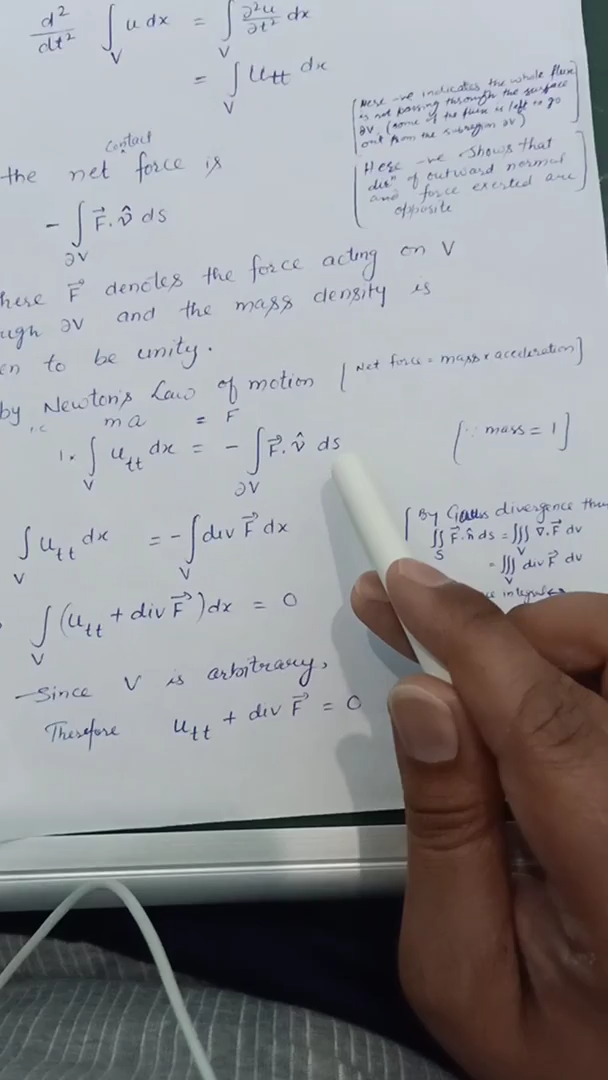 d²/dt² ∫_V u dx = ∫_V ∂²u/∂t² dx
= ∫_V u_tt dx
[Here -ve indicates the whole flux
is not passing through the surface
∂V. (some of the flux is left to go
out from the subregion ∂V)]
[Here -ve shows that
dirⁿ of outward normal
and force exerted are
opposite]
contact
the net force is
- ∫_∂V F⃗.ν̂ ds
here F⃗ denotes the force acting on V
ugh ∂V and the mass density is
en to be unity.
by Newton's Law of motion [Net force = mass x acceleration]
i.e. ma = F
1. ∫_V u_tt dx = - ∫_∂V F⃗.ν̂ ds [∵ mass = 1]
∫_V u_tt dx = - ∫_V div F⃗ dx
[By Gauss divergence thm
∬_S F⃗.n̂ ds = ∭_V ∇.F⃗ dv
= ∭_V div F⃗ dv
integral
∫_V (u_tt + div F⃗) dx = 0
Since V is arbitrary,
Therefore u_tt + div F⃗ = 0